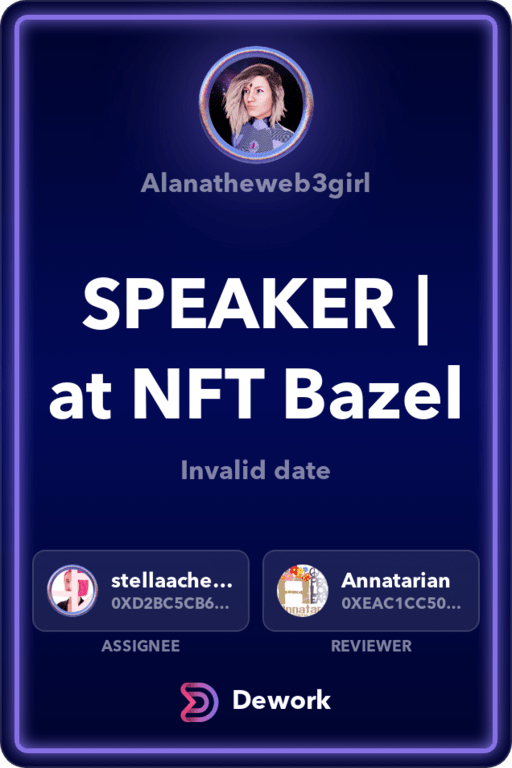 Alanatheweb3girl
SPEAKER |
at NFT Bazel
Invalid date
stellaache...
0XD2BC5CB6...
Annatarian
0XEAC1CC50...
ASSIGNEE
REVIEWER
Dework